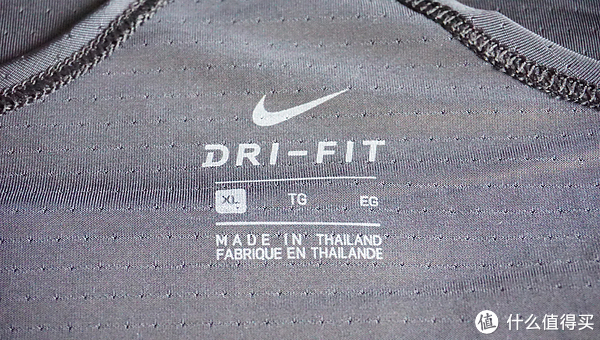 DRI-FIT
XL TG EG
MADE IN THAILAND
FABRIQUE EN THAILANDE
值 什么值得买